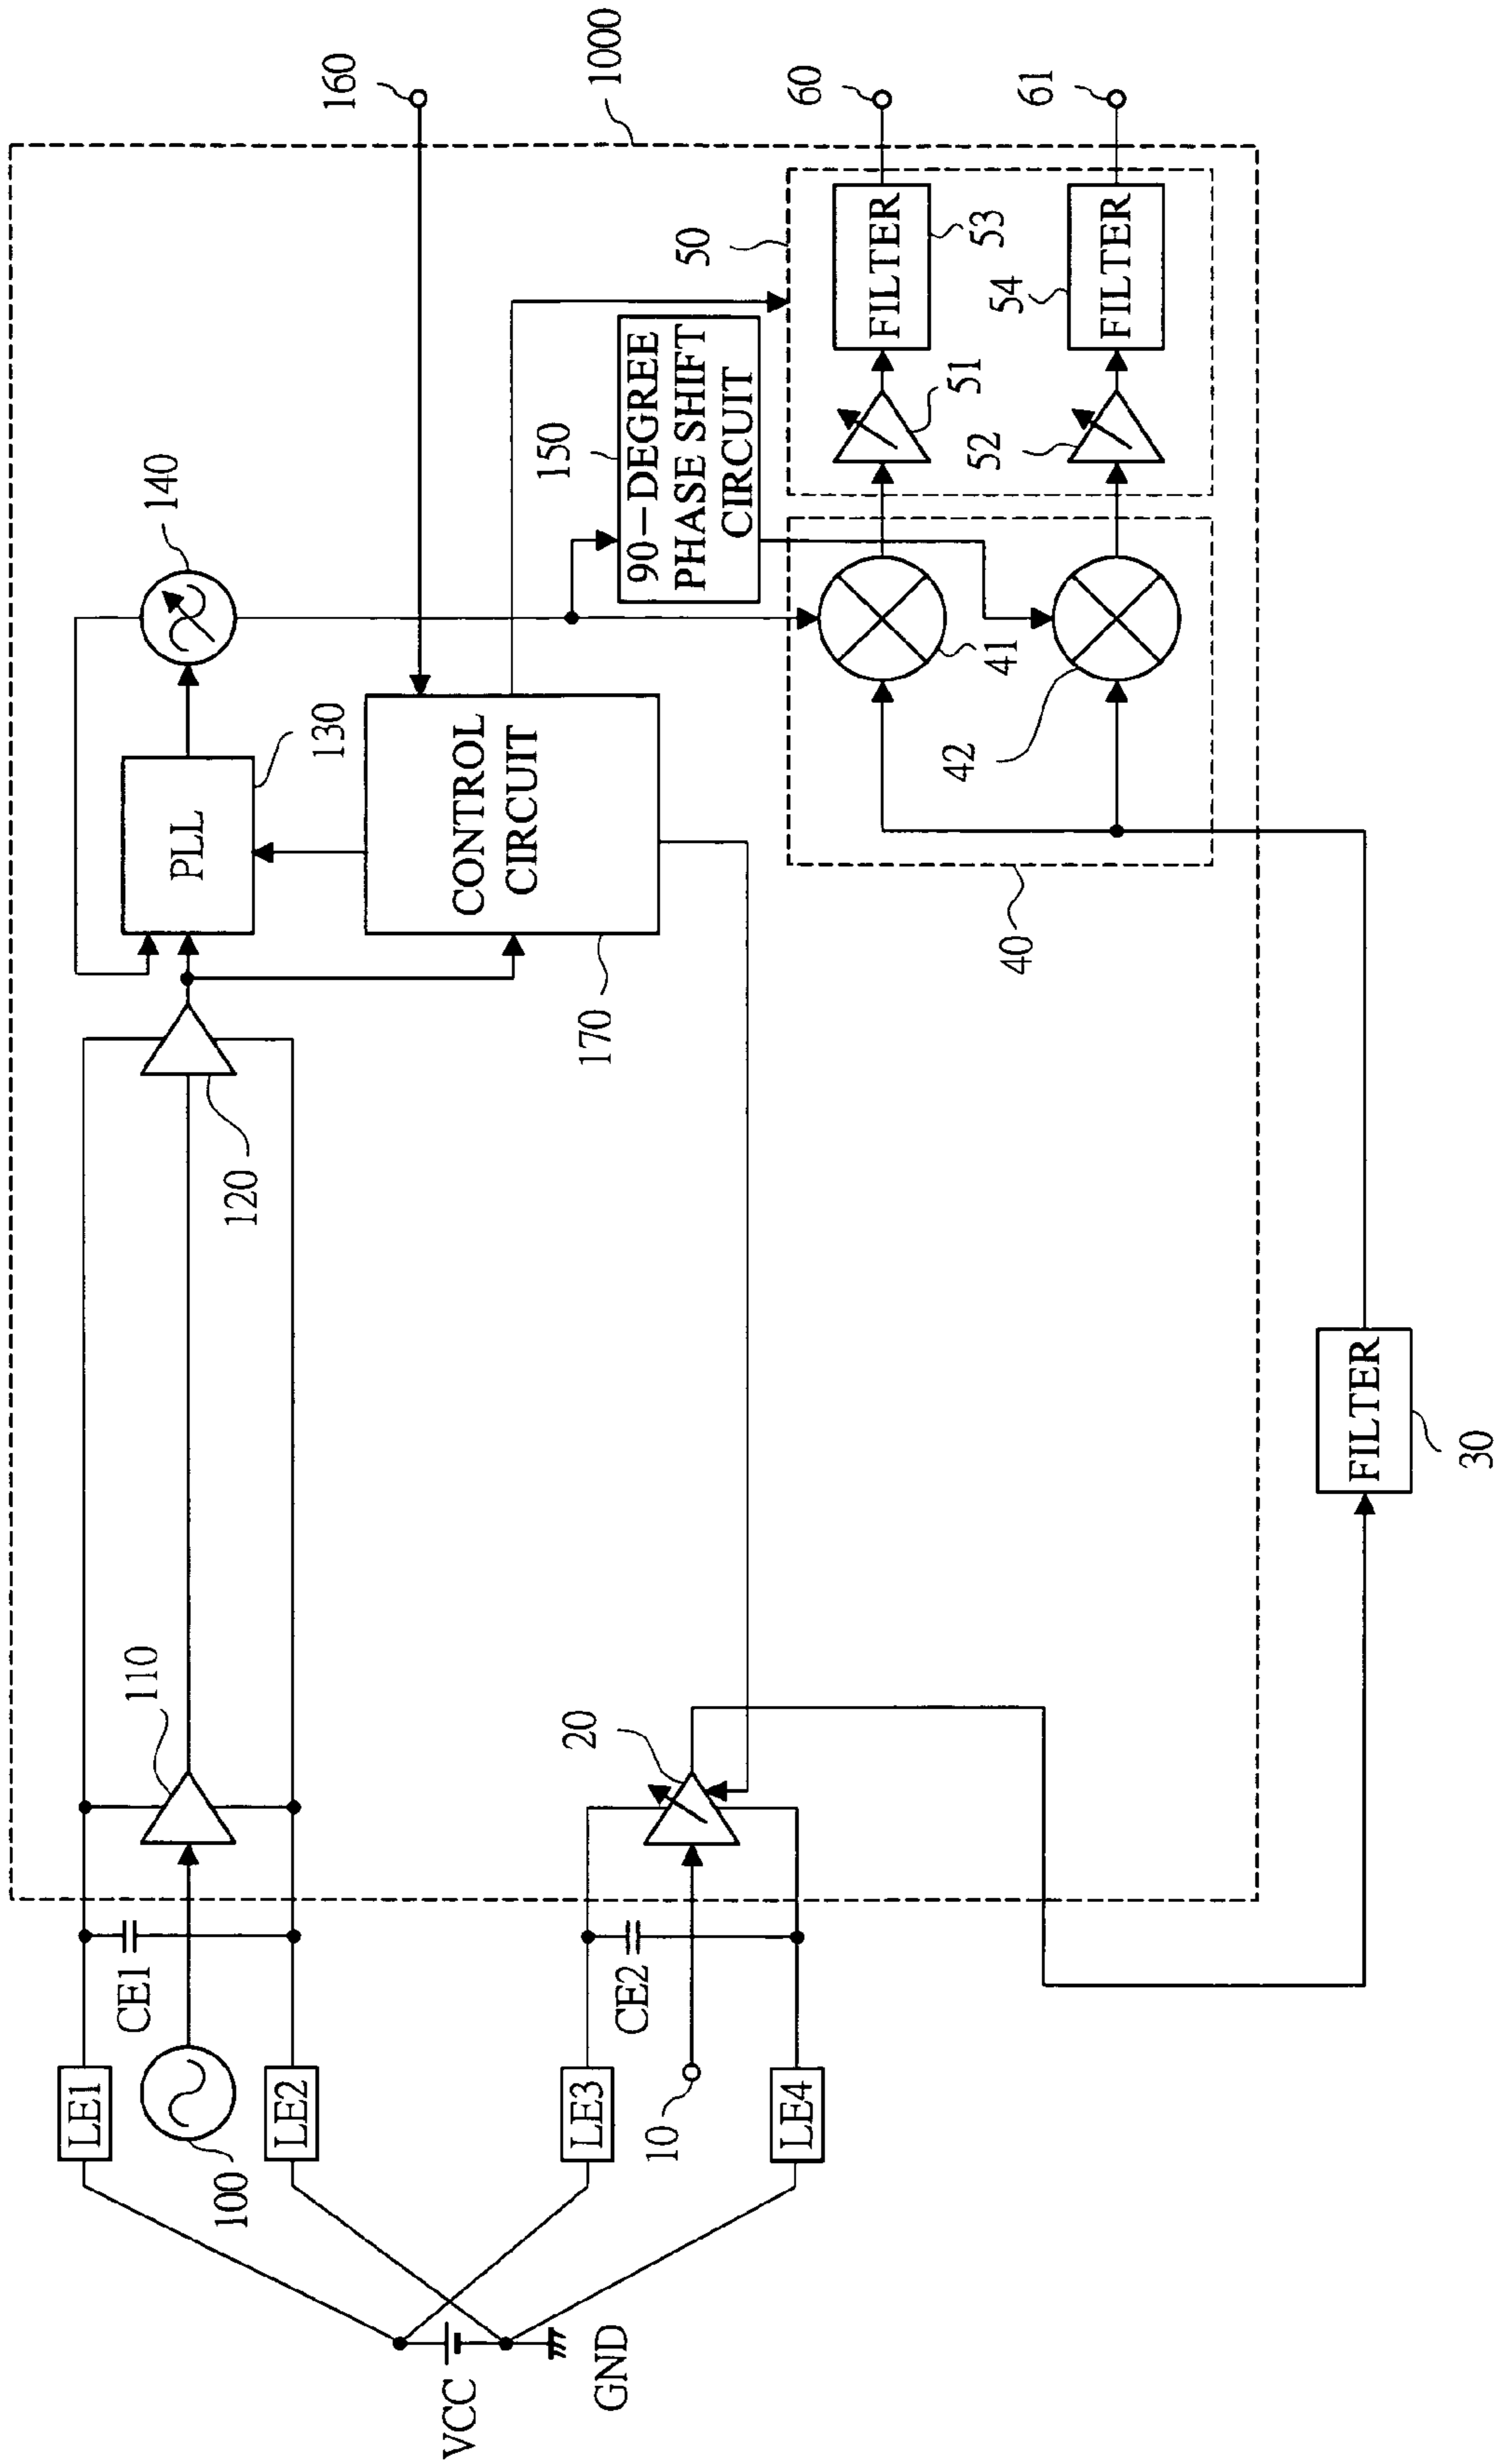 1000
160
60
61
140
50
FILTER
53
54
FILTER
150
90-DEGREE
PHASE SHIFT
CIRCUIT
51
52
130
PLL
CONTROL
CIRCUIT
41
42
40
170
120
110
20
FILTER
30
CE1
CE2
LE1
100
LE2
LE3
10
LE4
VCC
GND